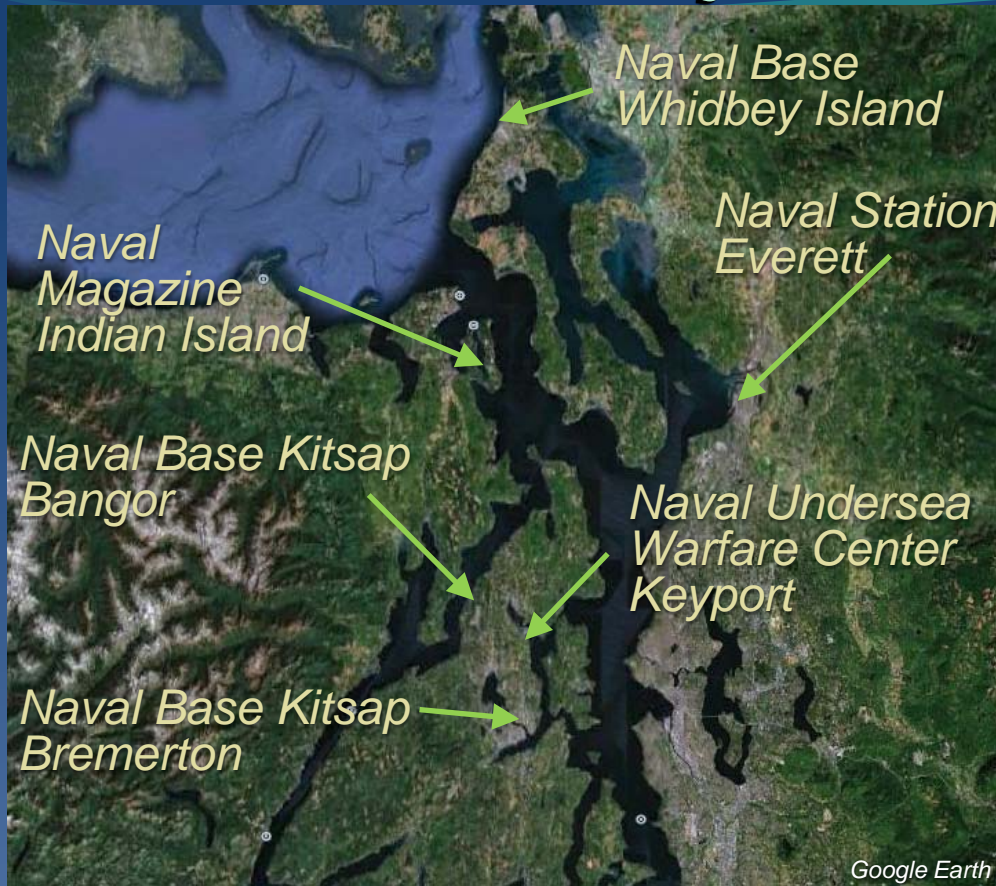 Naval Base
Whidbey Island
Naval Station
Everett
Naval
Magazine
Indian Island
Naval Base Kitsap
Bangor
Naval Undersea
Warfare Center
Keyport
Naval Base Kitsap
Bremerton
Google Earth